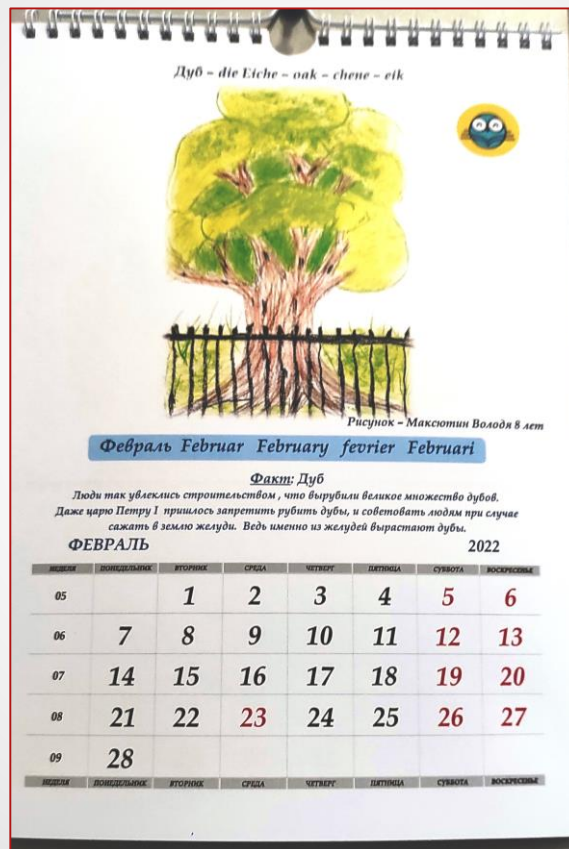 Дуб – die Eiche – oak – chene – eik
Рисунок – Максютин Володя 8 лет
Февраль Februar February fevrier Februari
Факт: Дуб
Люди так увлеклись строительством , что вырубили великое множество дубов.
Даже царю Петру I пришлось запретить рубить дубы, и советовать людям при случае
сажать в землю желуди. Ведь именно из желудей вырастают дубы.
ФЕВРАЛЬ 2022
НЕДЕЛЯ ПОНЕДЕЛЬНИК ВТОРНИК СРЕДА ЧЕТВЕРГ ПЯТНИЦА СУББОТА ВОСКРЕСЕНЬЕ
05 1 2 3 4 5 6
06 7 8 9 10 11 12 13
07 14 15 16 17 18 19 20
08 21 22 23 24 25 26 27
09 28
НЕДЕЛЯ ПОНЕДЕЛЬНИК ВТОРНИК СРЕДА ЧЕТВЕРГ ПЯТНИЦА СУББОТА ВОСКРЕСЕНЬЕ